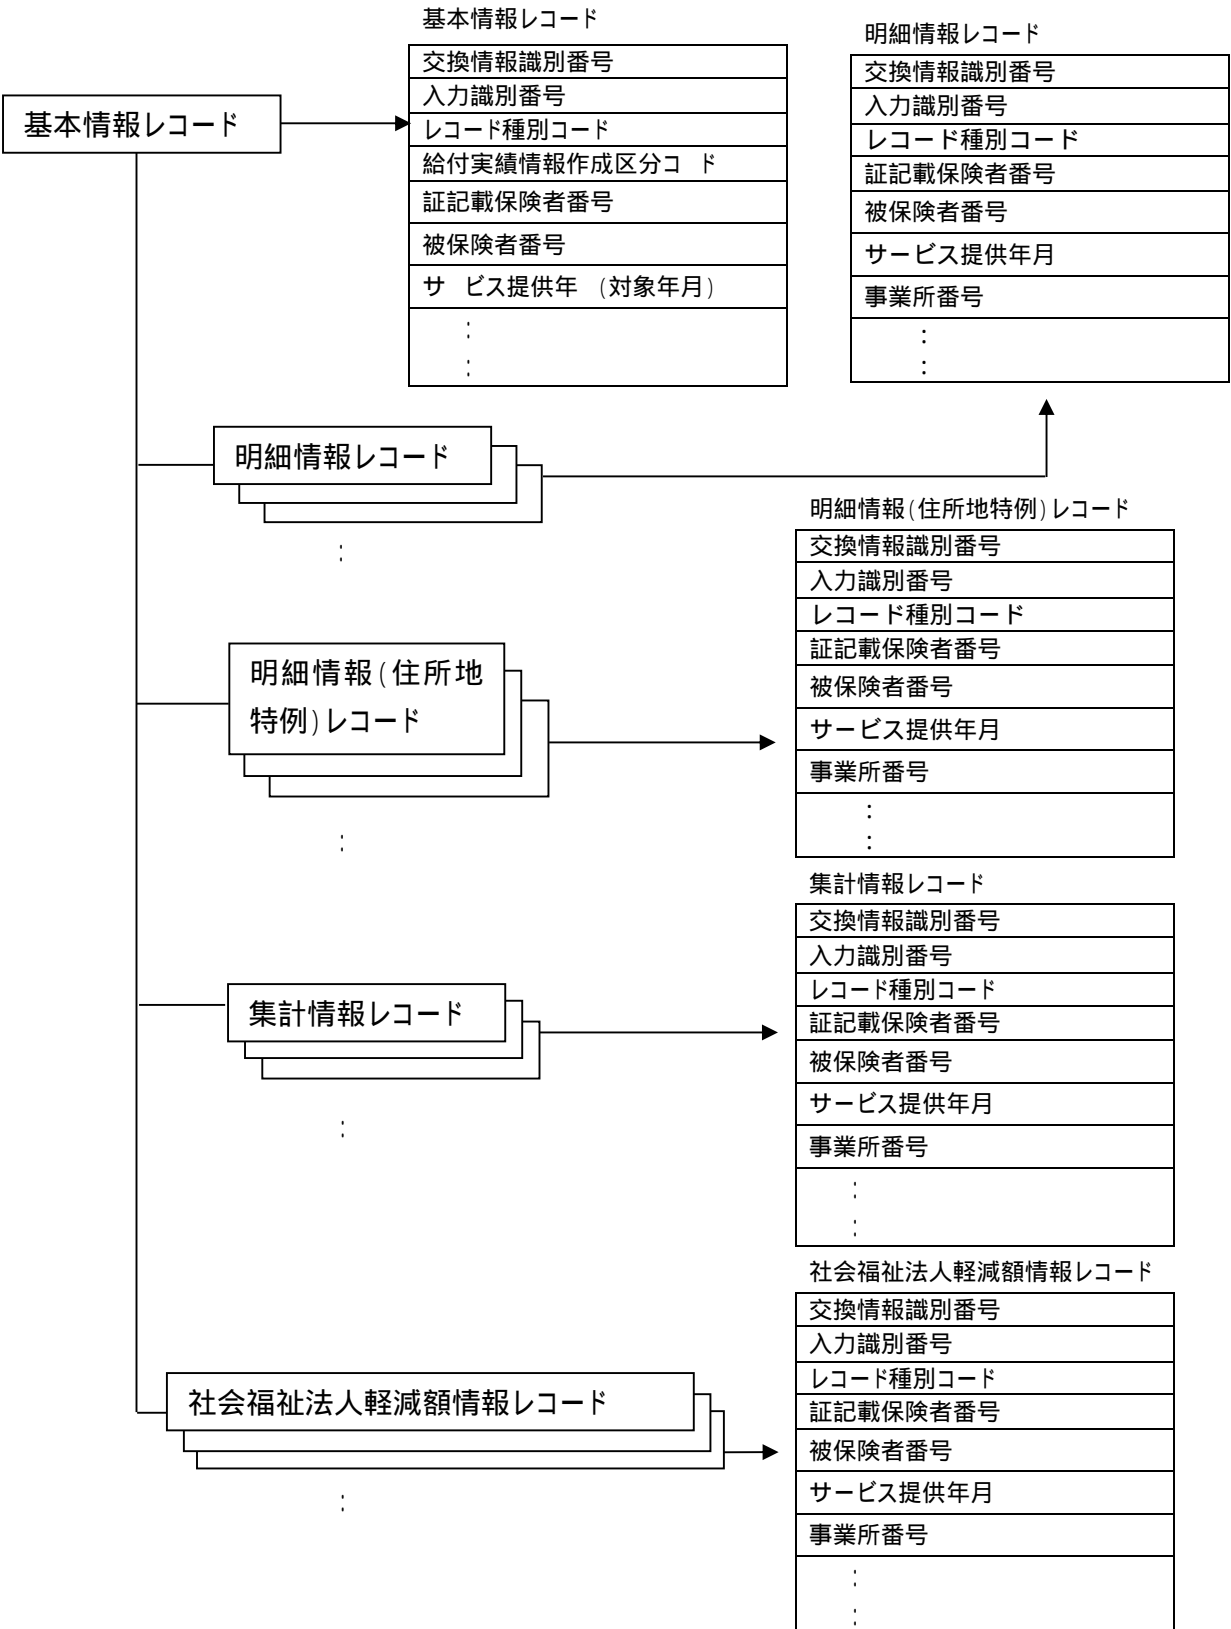 基本情報レコード
基本情報レコード
交換情報識別番号
入力識別番号
レコード種別コード
給付実績情報作成区分コ ド
証記載保険者番号
被保険者番号
サ ビス提供年 (対象年月)
:
:
明細情報レコード
交換情報識別番号
入力識別番号
レコード種別コード
証記載保険者番号
被保険者番号
サービス提供年月
事業所番号
:
:
明細情報レコード
:
明細情報(住所地特例)レコード
交換情報識別番号
入力識別番号
レコード種別コード
証記載保険者番号
被保険者番号
サービス提供年月
事業所番号
:
:
明細情報(住所地
特例)レコード
:
集計情報レコード
交換情報識別番号
入力識別番号
レコード種別コード
証記載保険者番号
被保険者番号
サービス提供年月
事業所番号
:
:
集計情報レコード
:
社会福祉法人軽減額情報レコード
交換情報識別番号
入力識別番号
レコード種別コード
証記載保険者番号
被保険者番号
サービス提供年月
事業所番号
:
:
社会福祉法人軽減額情報レコード
: